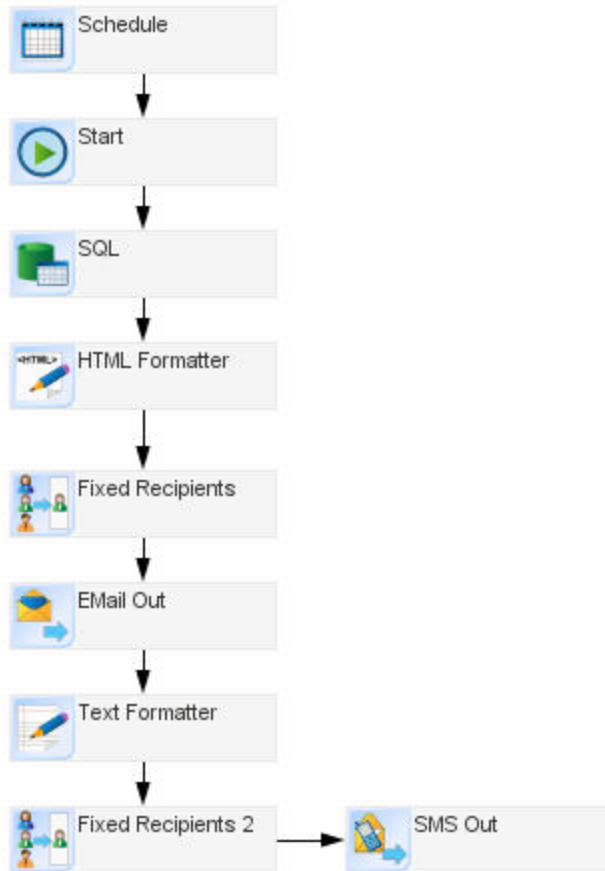 Schedule
Start
SQL
<HTML>
HTML Formatter
Fixed Recipients
EMail Out
Text Formatter
Fixed Recipients 2
SMS Out